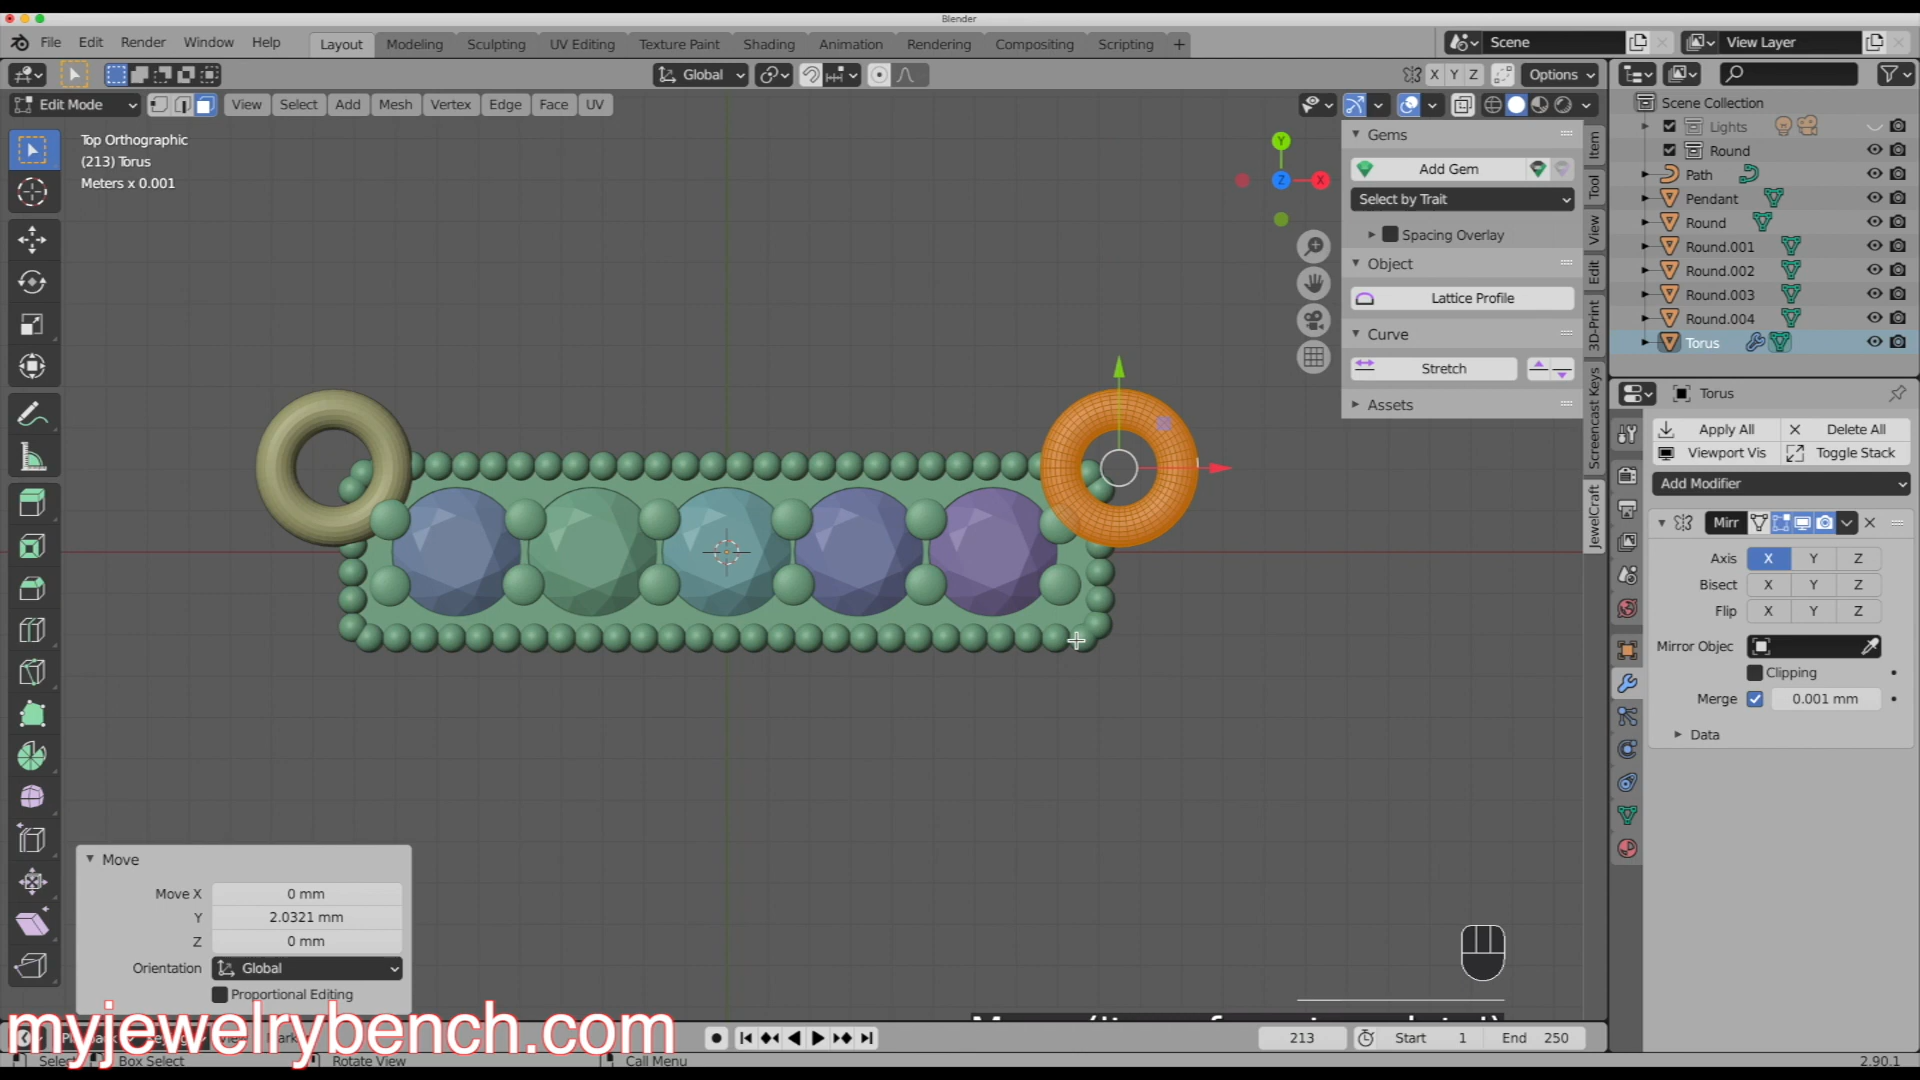 Blender
File Edit Render Window Help
Layout Modeling Sculpting UV Editing Texture Paint Shading Animation Rendering Compositing Scripting +
Scene
View Layer
Global
X Y Z Options
Edit Mode View Select Add Mesh Vertex Edge Face UV
Top Orthographic
(213) Torus
Meters x 0.001
Y
Z
X
Gems
Add Gem
Select by Trait
Spacing Overlay
Object
Lattice Profile
Curve
Stretch
Assets
Item
Tool
View
Edit
3D-Print
Screencast Keys
JewelCraft
Scene Collection
Lights
Round
Path
Pendant
Round
Round.001
Round.002
Round.003
Round.004
Torus
Torus
Apply All Delete All
Viewport Vis Toggle Stack
Add Modifier
Mirr
Axis X Y Z
Bisect X Y Z
Flip X Y Z
Mirror Objec
Clipping
Merge 0.001 mm
Data
Move
Move X 0 mm
Y 2.0321 mm
Z 0 mm
Orientation Global
Proportional Editing
myjewelrybench.com
213 Start 1 End 250
Select Box Select Rotate View Call Menu 2.90.1